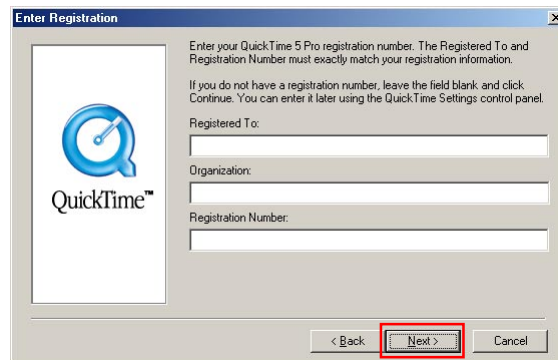 Enter Registration
Enter your QuickTime 5 Pro registration number. The Registered To and
Registration Number must exactly match your registration information.
If you do not have a registration number, leave the field blank and click
Continue. You can enter it later using the QuickTime Settings control panel.
Registered To:
Organization:
QuickTime™
Registration Number:
< Back Next > Cancel